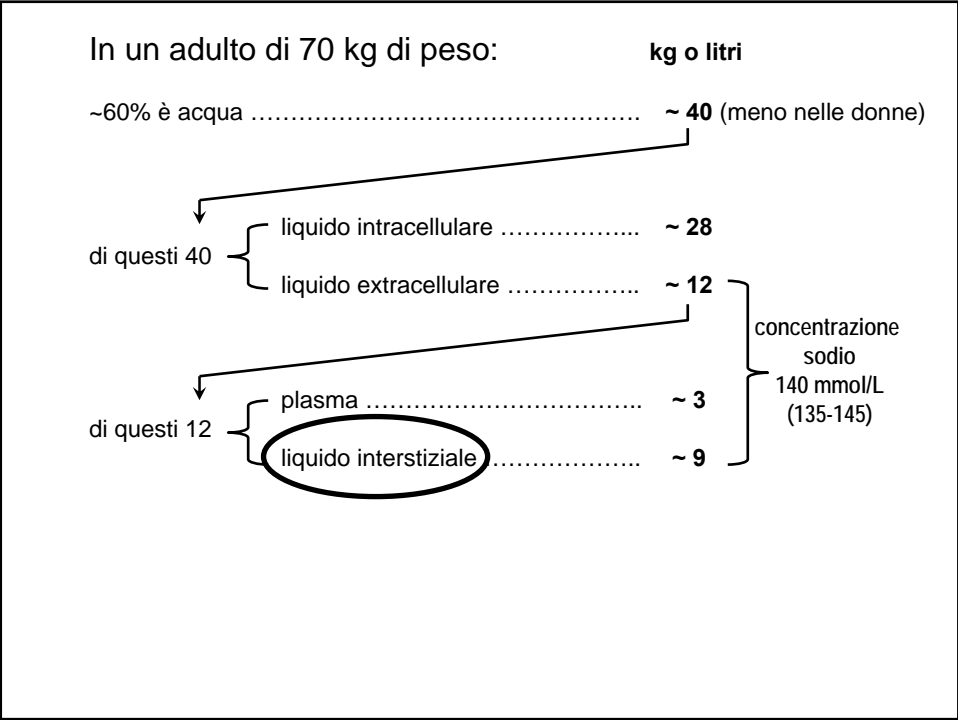 In un adulto di 70 kg di peso: kg o litri
~60% è acqua ………………………………………….. ~ 40 (meno nelle donne)
liquido intracellulare ……………... ~ 28
di questi 40
liquido extracellulare ……………….. ~ 12
concentrazione
sodio
140 mmol/L
(135-145)
plasma ………………………………….. ~ 3
di questi 12
liquido interstiziale ………………….. ~ 9